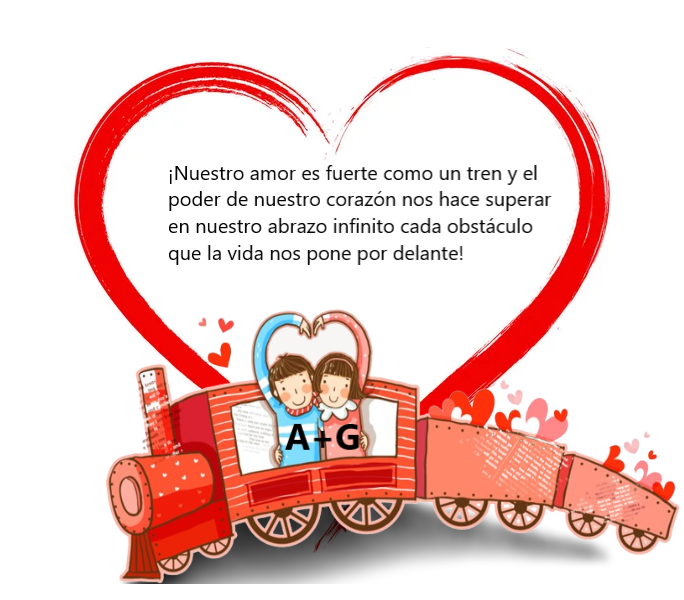 ¡Nuestro amor es fuerte como un tren y el
poder de nuestro corazón nos hace superar
en nuestro abrazo infinito cada obstáculo
que la vida nos pone por delante!
A+G